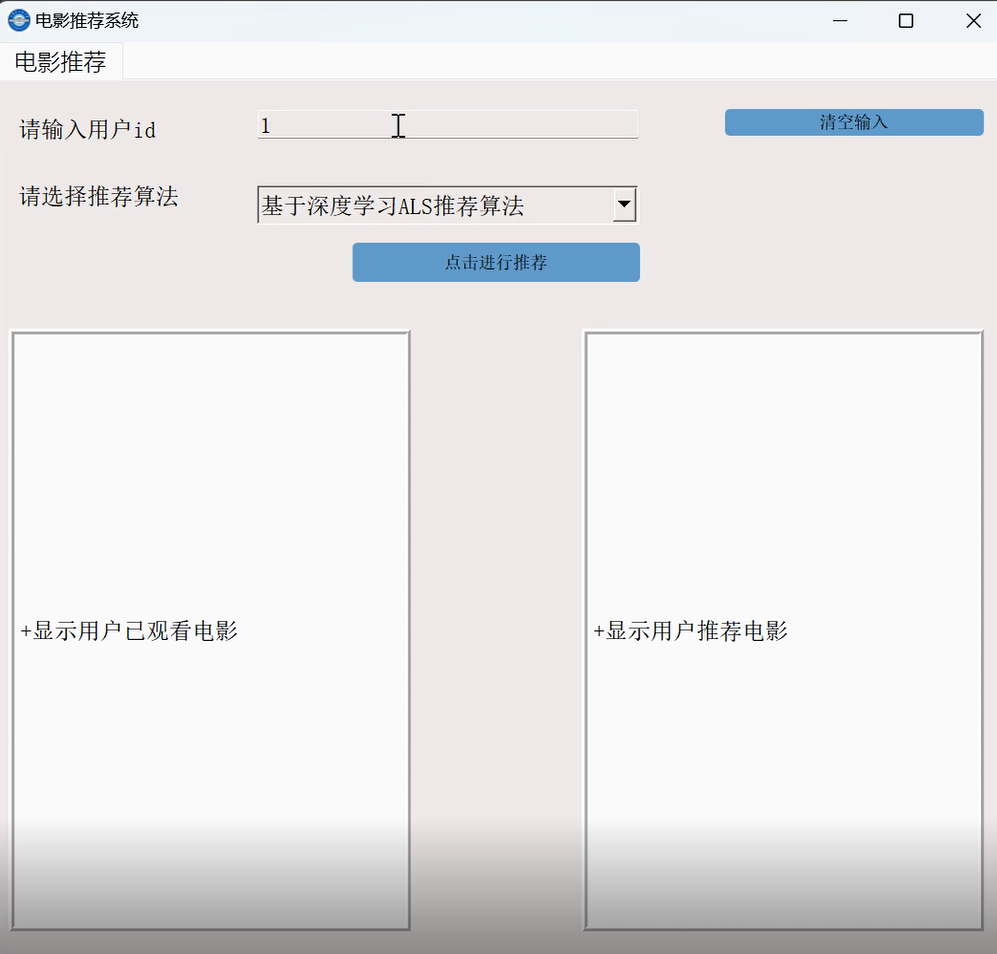 电影推荐系统
电影推荐
请输入用户id
1
清空输入
请选择推荐算法
基于深度学习ALS推荐算法
点击进行推荐
+显示用户已观看电影
+显示用户推荐电影